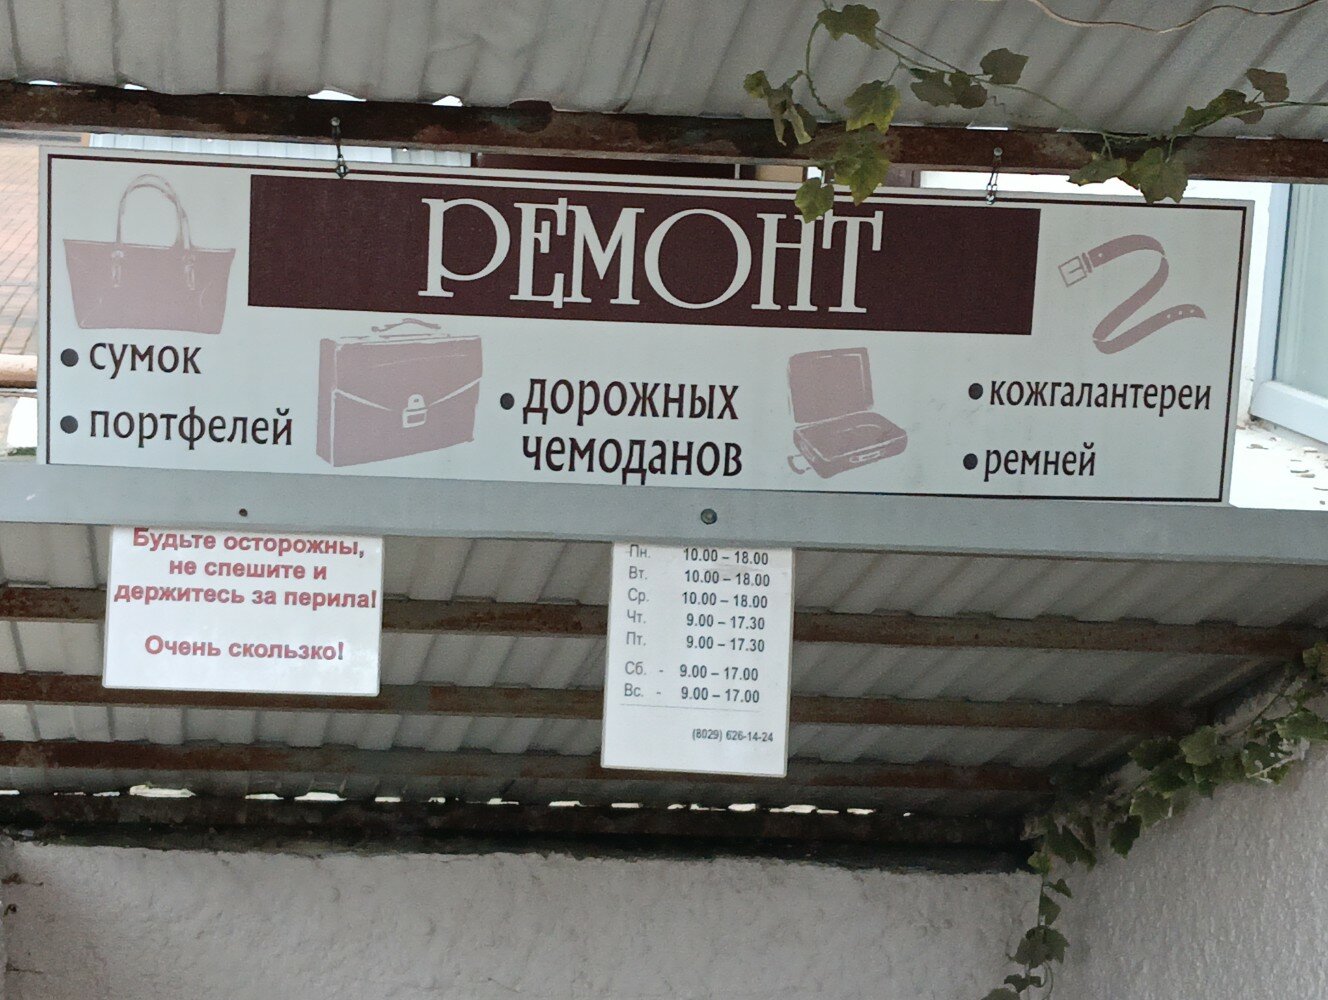 РЕМОНТ
• сумок
• портфелей
• дорожных
чемоданов
• кожгалантереи
• ремней
Будьте осторожны,
не спешите и
держитесь за перила!
Очень скользко!
Пн. 10.00 – 18.00
Вт. 10.00 – 18.00
Ср. 10.00 – 18.00
Чт. 9.00 – 17.30
Пт. 9.00 – 17.30
Сб. - 9.00 – 17.00
Вс. - 9.00 – 17.00
(8029) 626-14-24